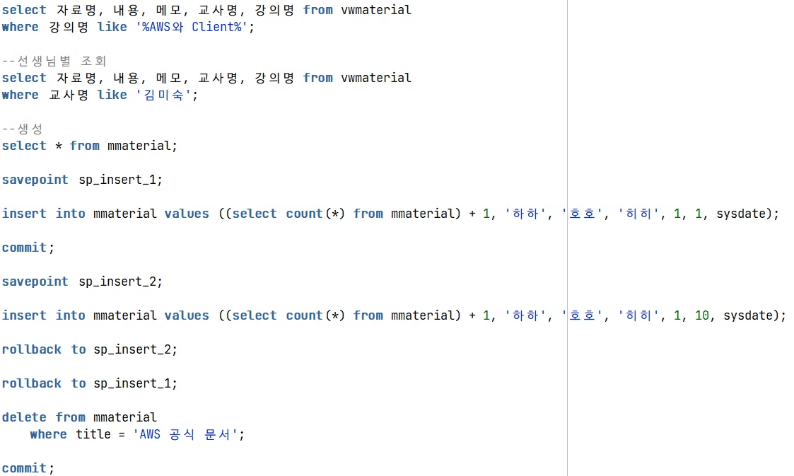 select 자료명, 내용, 메모, 교사명, 강의명 from vwmaterial
where 강의명 like '%AWS와 Client%';
--선생님별 조회
select 자료명, 내용, 메모, 교사명, 강의명 from vwmaterial
where 교사명 like '김미숙';
--생성
select * from mmaterial;
savepoint sp_insert_1;
insert into mmaterial values ((select count(*) from mmaterial) + 1, '하하', '호호', '히히', 1, 1, sysdate);
commit;
savepoint sp_insert_2;
insert into mmaterial values ((select count(*) from mmaterial) + 1, '하하', '호호', '히히', 1, 10, sysdate);
rollback to sp_insert_2;
rollback to sp_insert_1;
delete from mmaterial
where title = 'AWS 공식 문서';
commit;